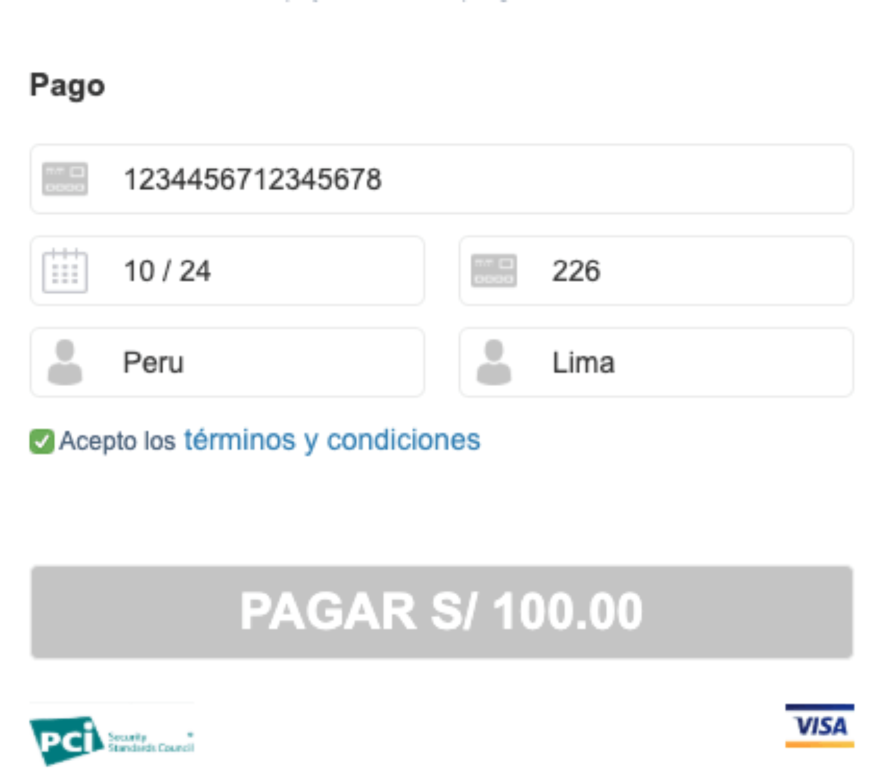 Pago
1234456712345678
10 / 24
226
Peru
Lima
Acepto los términos y condiciones
PAGAR S/ 100.00
PCi Security
Standards Council
VISA